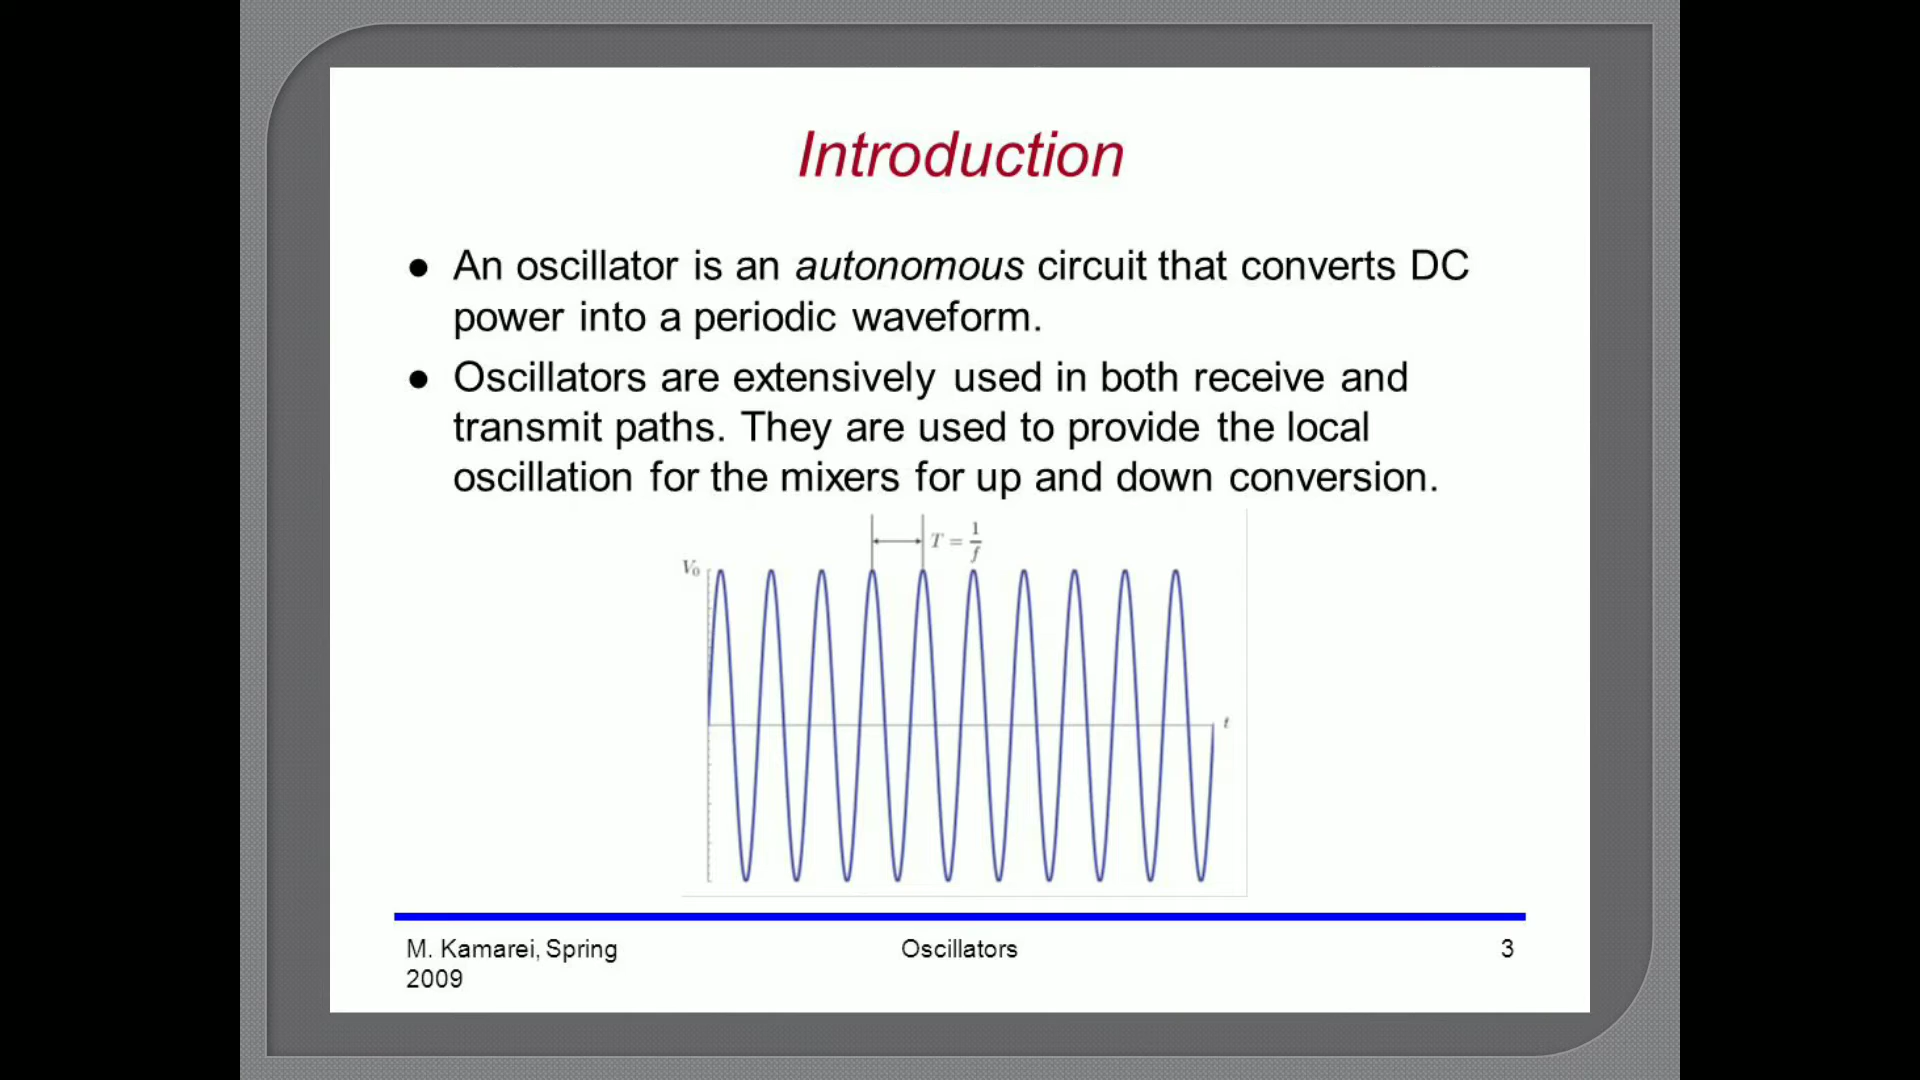 Introduction
● An oscillator is an autonomous circuit that converts DC
power into a periodic waveform.
● Oscillators are extensively used in both receive and
transmit paths. They are used to provide the local
oscillation for the mixers for up and down conversion.
T = 1/f
V₀
t
M. Kamarei, Spring
2009
Oscillators
3